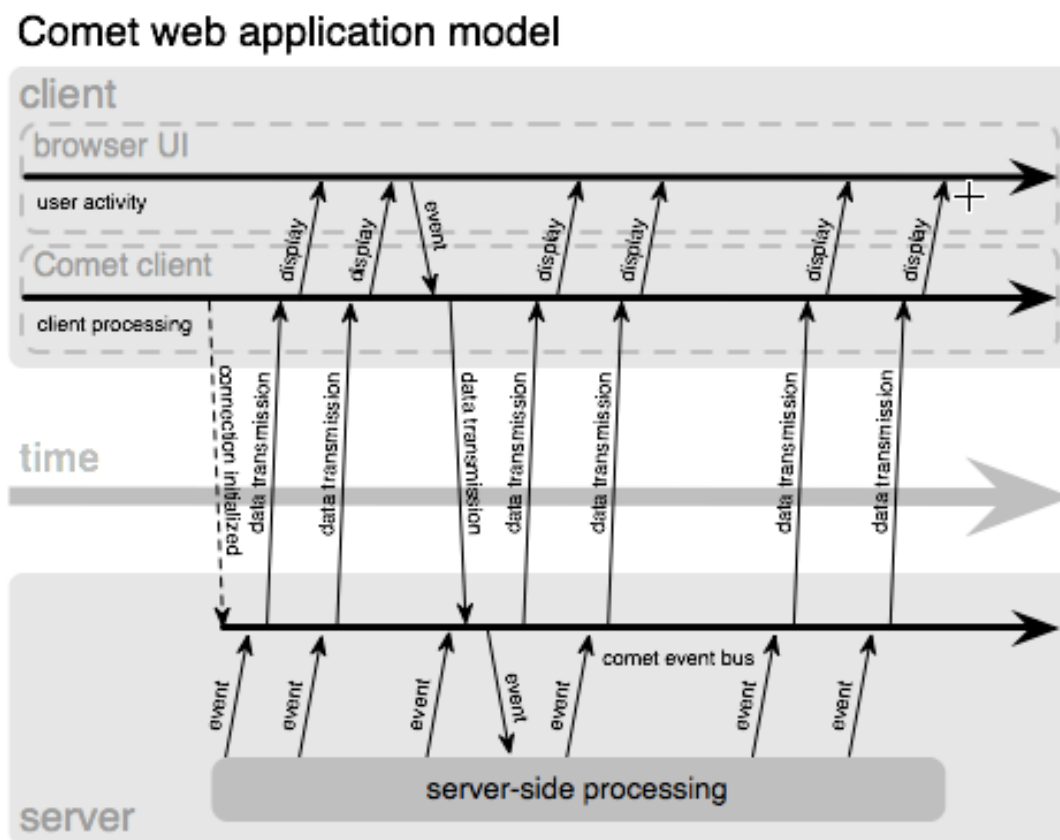 Comet web application model
client
browser UI
user activity
display
display
event
display
display
display
display
Comet client
client processing
connection initialized
data transmission
data transmission
data transmission
data transmission
data transmission
data transmission
data transmission
time
comet event bus
event
event
event
event
event
event
event
server-side processing
server